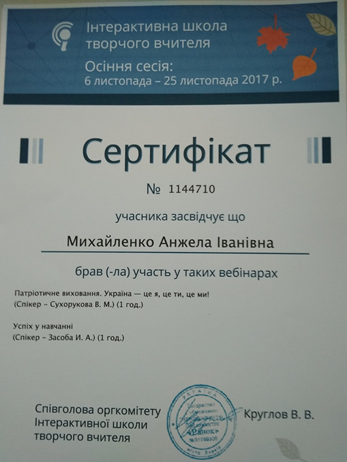 Інтерактивна школа
творчого вчителя
Осіння сесія:
6 листопада – 25 листопада 2017 р.
Сертифікат
№ 1144710
учасника засвідчує що
Михайленко Анжела Іванівна
брав (-ла) участь у таких вебінарах
Патріотичне виховання. Україна — це я, це ти, це ми!
(Спікер – Сухорукова В. М.) (1 год.)
Успіх у навчанні
(Спікер – Засоба И. А.) (1 год.)
Співголова оргкомітету
Інтерактивної школи
творчого вчителя
Круглов В. В.